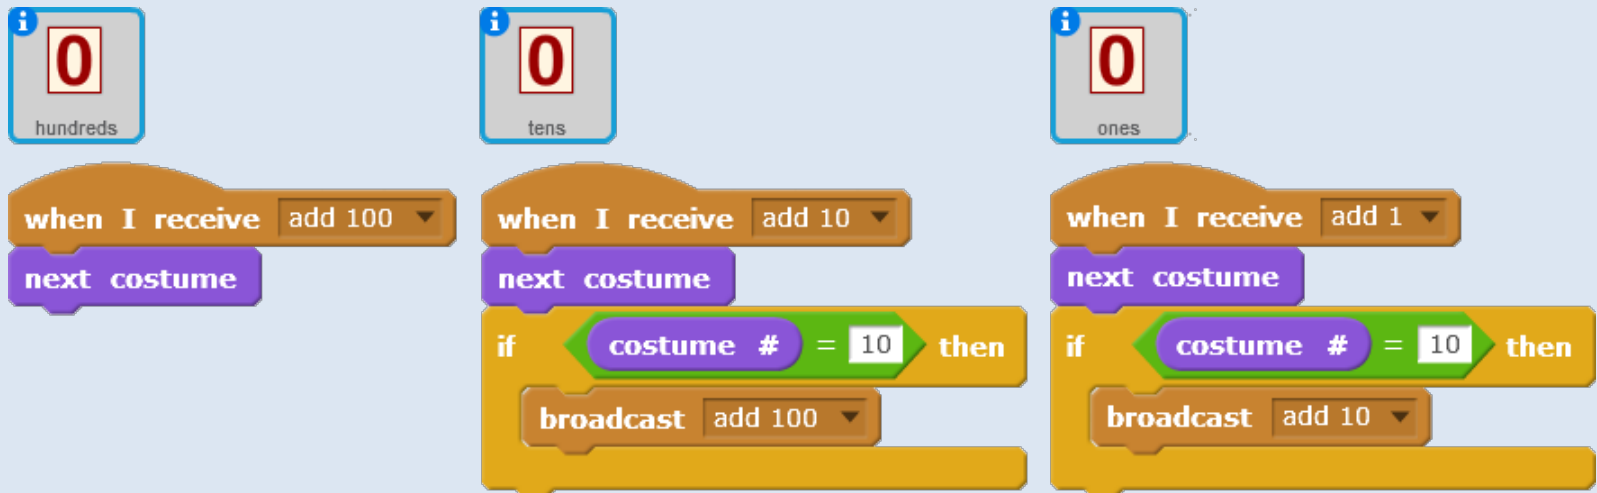 0
hundreds
when I receive add 100
next costume
0
tens
when I receive add 10
next costume
if costume # = 10 then
broadcast add 100
0
ones
when I receive add 1
next costume
if costume # = 10 then
broadcast add 10